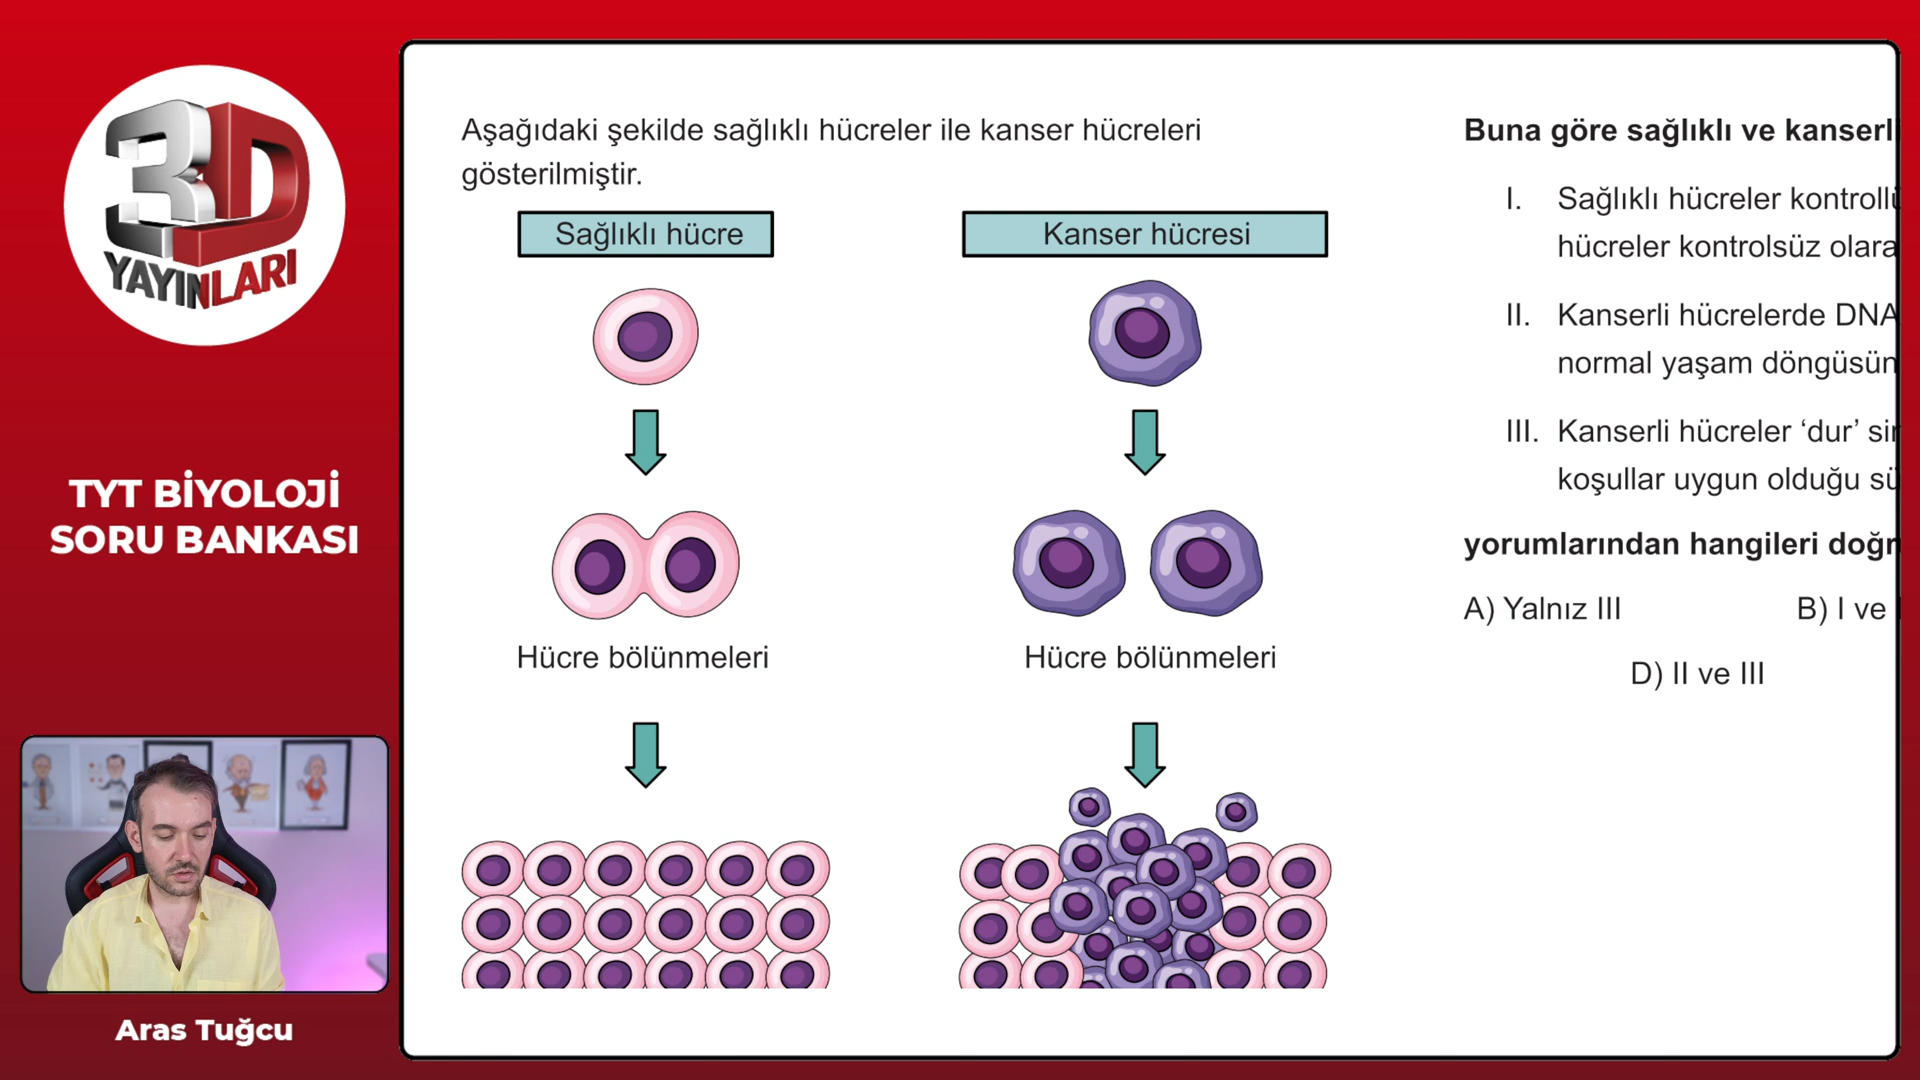 3D
YAYINLARI
TYT BİYOLOJİ
SORU BANKASI
Aras Tuğcu
Aşağıdaki şekilde sağlıklı hücreler ile kanser hücreleri
gösterilmiştir.
Sağlıklı hücre
Kanser hücresi
Hücre bölünmeleri
Hücre bölünmeleri
Buna göre sağlıklı ve kanserli
I. Sağlıklı hücreler kontrollü
hücreler kontrolsüz olara
II. Kanserli hücrelerde DNA
normal yaşam döngüsün
III. Kanserli hücreler ‘dur’ sin
koşullar uygun olduğu sü
yorumlarından hangileri doğr
A) Yalnız III
B) I ve
D) II ve III